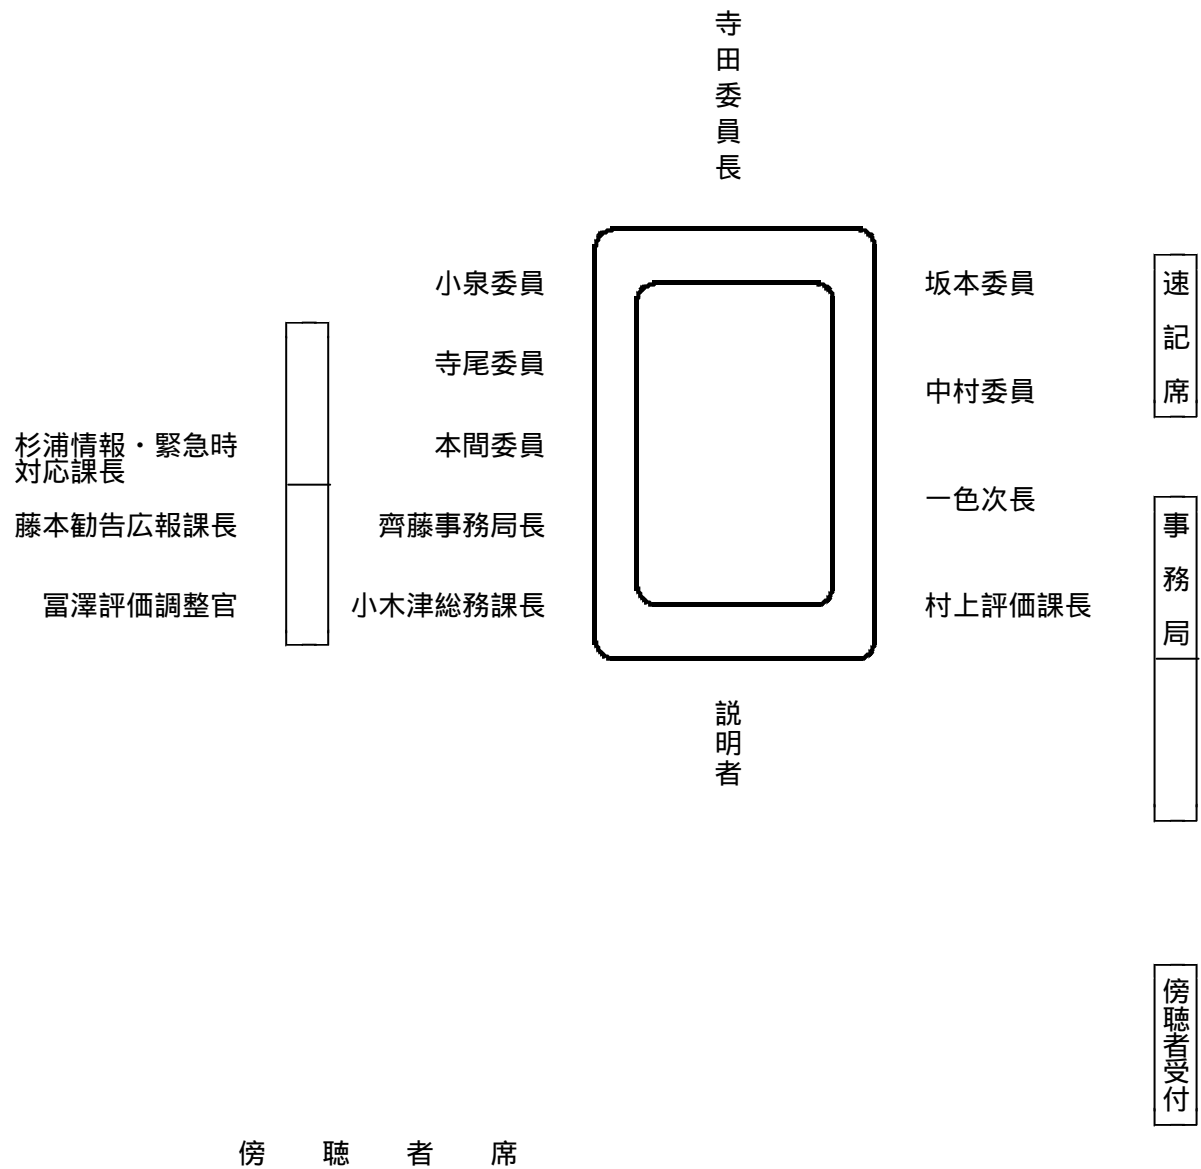 寺田委員長
小泉委員
坂本委員
速記席
寺尾委員
中村委員
杉浦情報・緊急時
対応課長
本間委員
一色次長
藤本勧告広報課長
齊藤事務局長
事務局
冨澤評価調整官
小木津総務課長
村上評価課長
説明者
傍聴者受付
傍聴者席